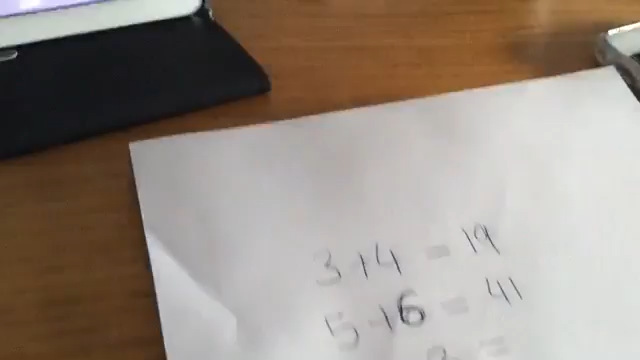 3+4 = 19
5+6 = 41
=